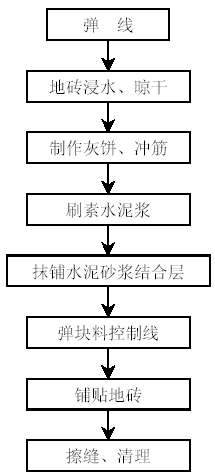 弹 线
地砖浸水、晾干
制作灰饼、冲筋
刷素水泥浆
抹铺水泥砂浆结合层
弹块料控制线
铺贴地砖
擦缝、清理